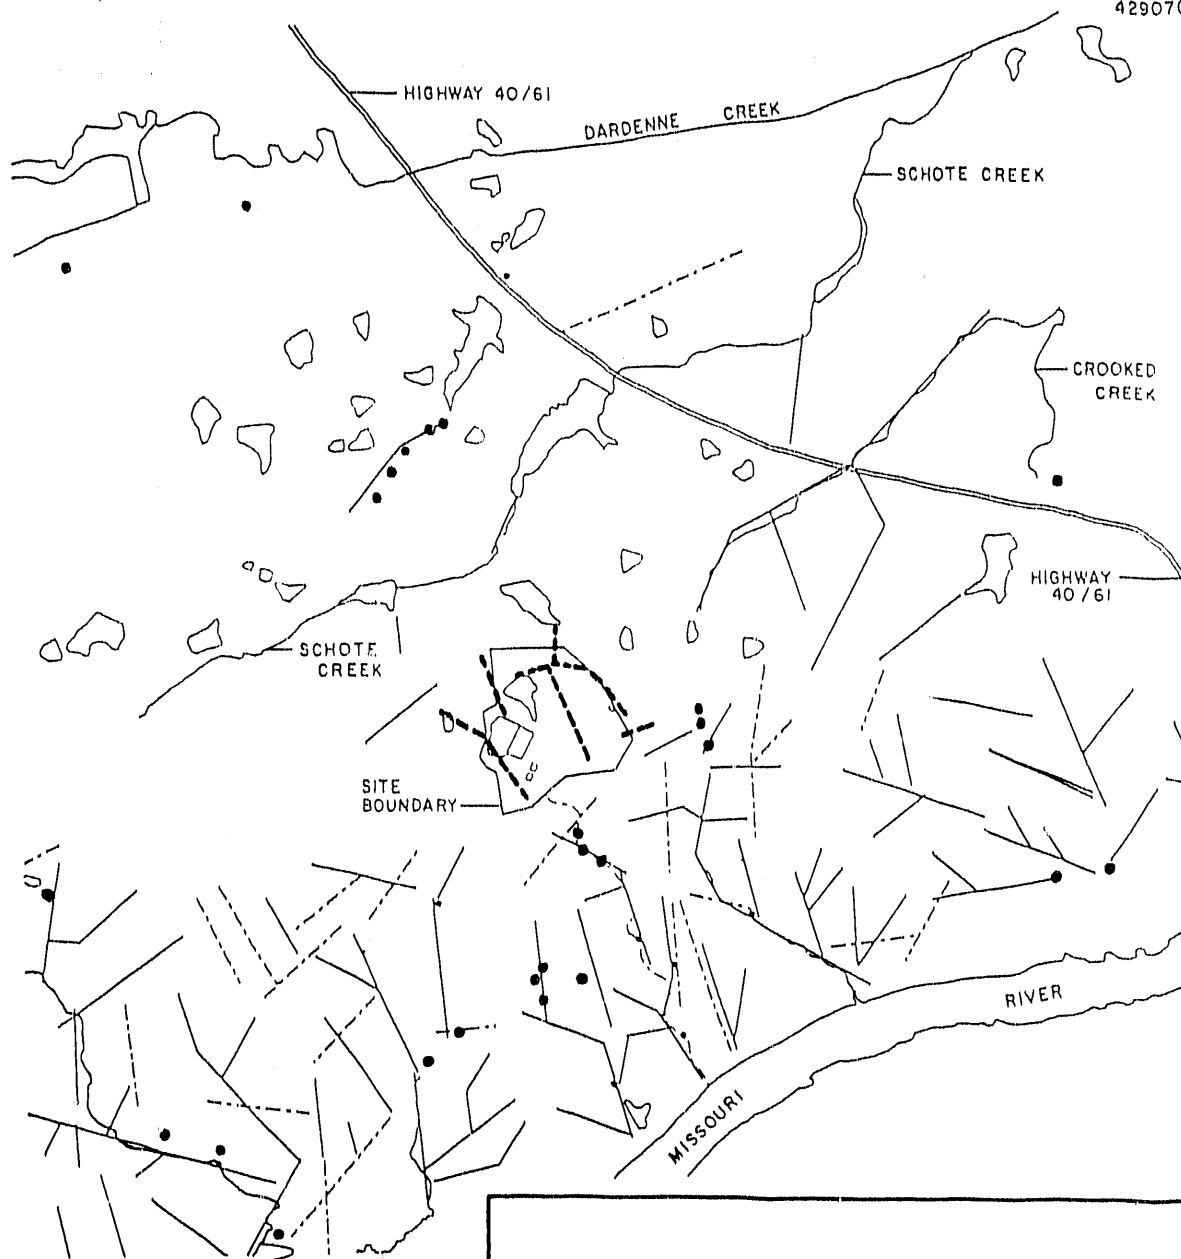 429070
HIGHWAY 40/61
DARDENNE CREEK
SCHOTE CREEK
CROOKED
CREEK
HIGHWAY
40/61
SCHOTE
CREEK
SITE
BOUNDARY
MISSOURI RIVER